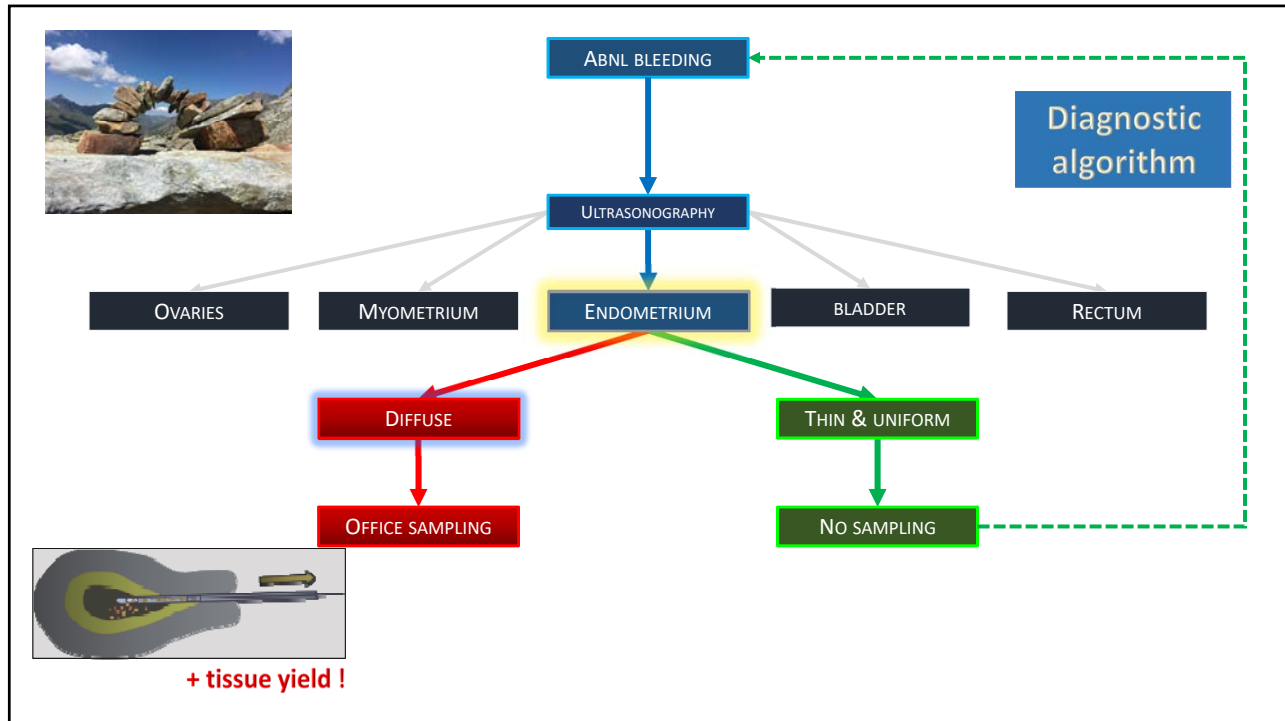 ABNL BLEEDING
Diagnostic
algorithm
ULTRASONOGRAPHY
OVARIES
MYOMETRIUM
ENDOMETRIUM
BLADDER
RECTUM
DIFFUSE
THIN & UNIFORM
OFFICE SAMPLING
NO SAMPLING
+ tissue yield !